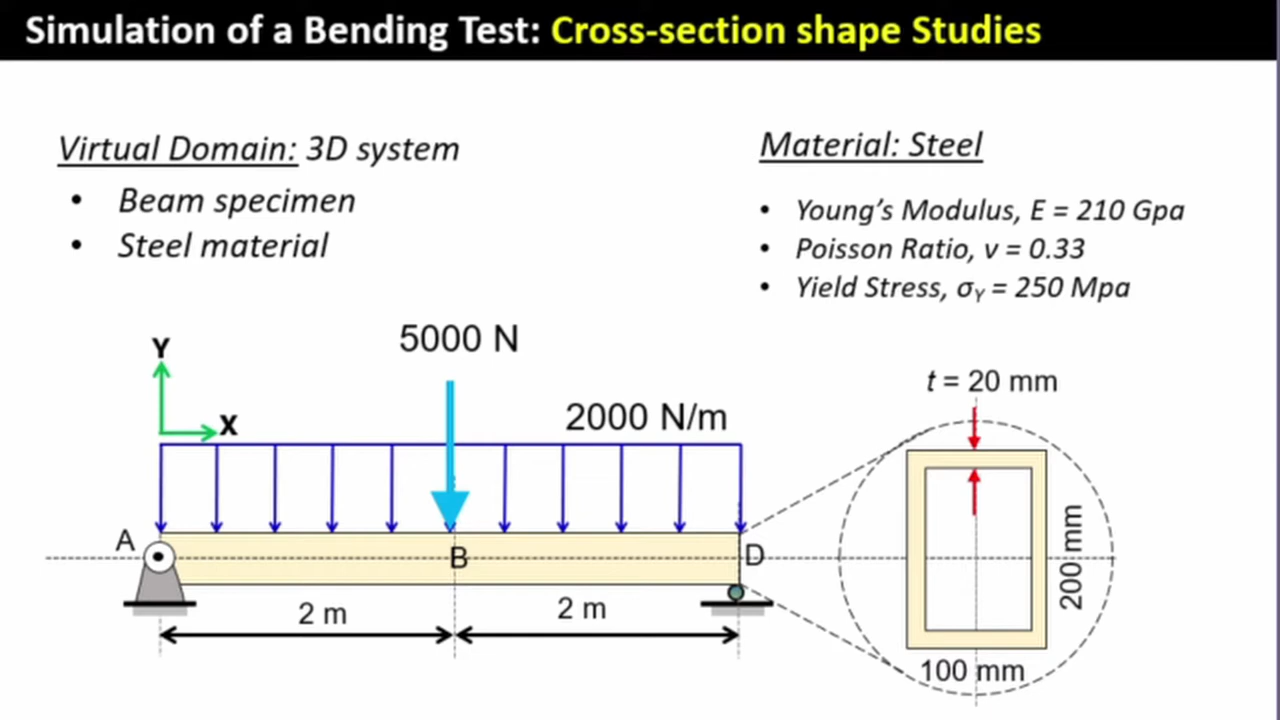 Simulation of a Bending Test: Cross-section shape Studies
Virtual Domain: 3D system
• Beam specimen
• Steel material
Material: Steel
• Young's Modulus, E = 210 Gpa
• Poisson Ratio, ν = 0.33
• Yield Stress, σY = 250 Mpa
5000 N
Y
X
2000 N/m
t = 20 mm
A
B
D
200 mm
2 m
2 m
100 mm